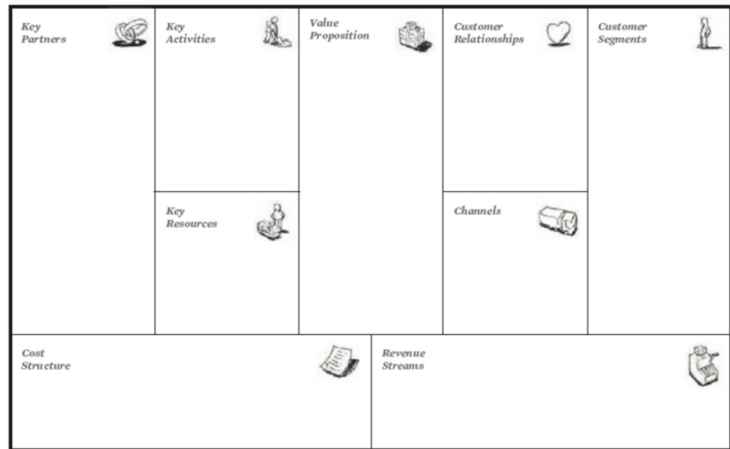 Key
Partners
Key
Activities
Value
Proposition
Customer
Relationships
Customer
Segments
Key
Resources
Channels
Cost
Structure
Revenue
Streams